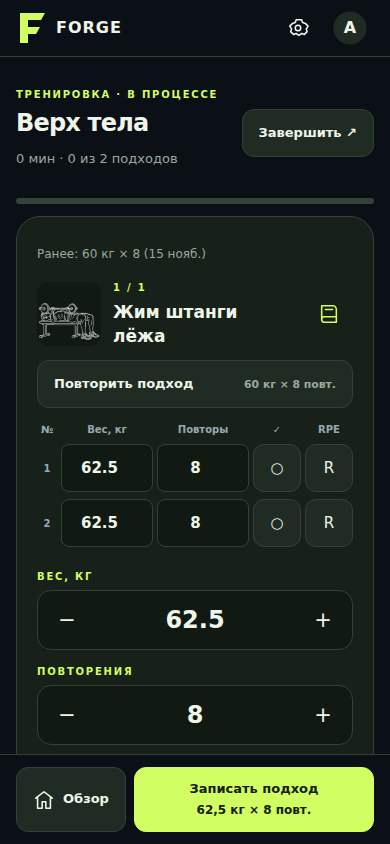 FORGE
A
ТРЕНИРОВКА · В ПРОЦЕССЕ
Верх тела
0 мин · 0 из 2 подходов
Завершить ↗
Ранее: 60 кг × 8 (15 нояб.)
1 / 1
Жим штанги
лёжа
Повторить подход 60 кг × 8 повт.
№ Вес, кг Повторы ✓ RPE
1 62.5 8 ○ R
2 62.5 8 ○ R
ВЕС, КГ
− 62.5 +
ПОВТОРЕНИЯ
− 8 +
Обзор
Записать подход
62,5 кг × 8 повт.